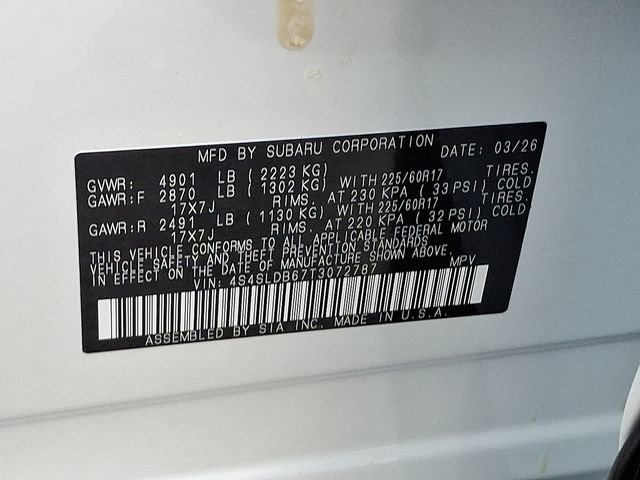 MFD BY SUBARU CORPORATION DATE: 03/26
GVWR: 4901 LB (2223 KG)
GAWR:F 2870 LB (1302 KG) WITH 225/60R17 TIRES.
17X7J RIMS. AT 230 KPA (33 PSI) COLD
GAWR:R 2491 LB (1130 KG) WITH 225/60R17 TIRES.
17X7J RIMS. AT 220 KPA (32 PSI) COLD
THIS VEHICLE CONFORMS TO ALL APPLICABLE FEDERAL MOTOR
VEHICLE SAFETY AND THEFT PREVENTION STANDARDS
IN EFFECT ON THE DATE OF MANUFACTURE SHOWN ABOVE.
VIN: 4S4SLDB67T3072787 MPV
ASSEMBLED BY SIA INC. MADE IN U.S.A.